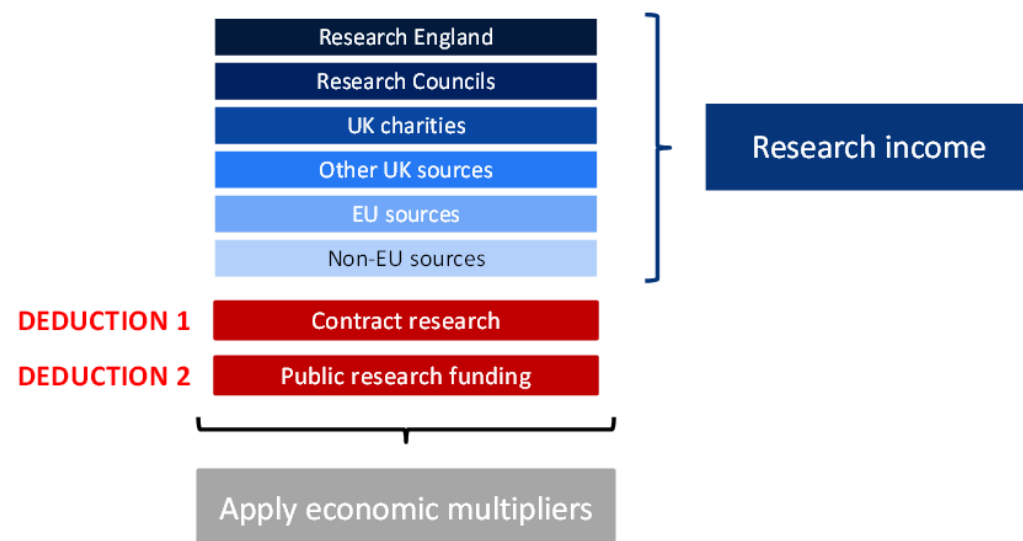 Research England
Research Councils
UK charities
Other UK sources
EU sources
Non-EU sources
Research income
DEDUCTION 1
Contract research
DEDUCTION 2
Public research funding
Apply economic multipliers